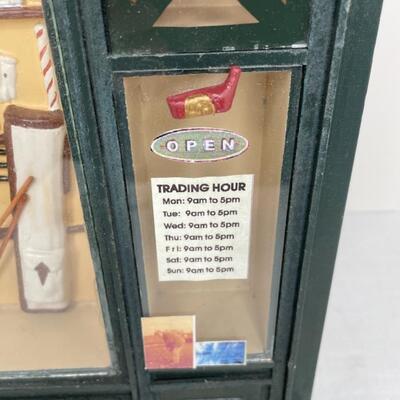 OPEN
TRADING HOUR
Mon: 9am to 5pm
Tue: 9am to 5pm
Wed: 9am to 5pm
Thu: 9am to 5pm
Fri: 9am to 5pm
Sat: 9am to 5pm
Sun: 9am to 5pm